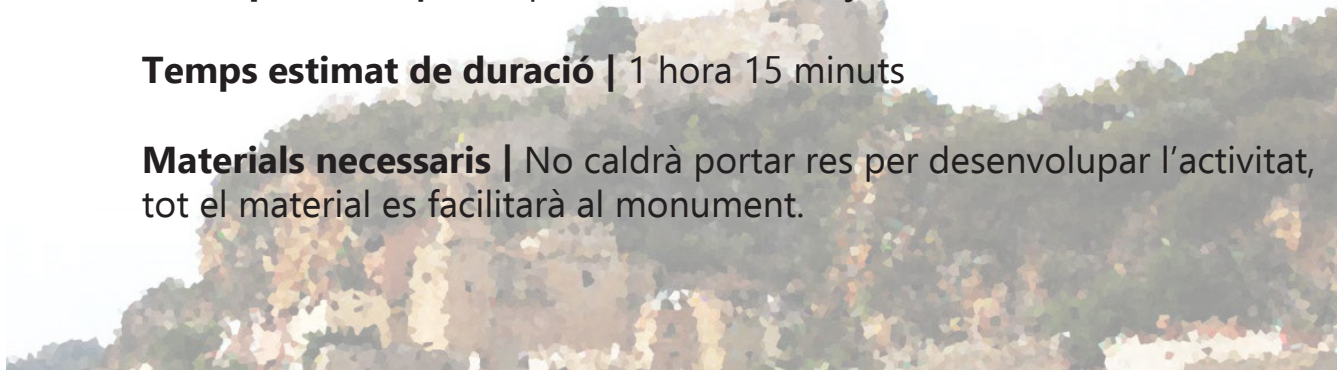 Temps estimat de duració | 1 hora 15 minuts
Materials necessaris | No caldrà portar res per desenvolupar l’activitat,
tot el material es facilitarà al monument.